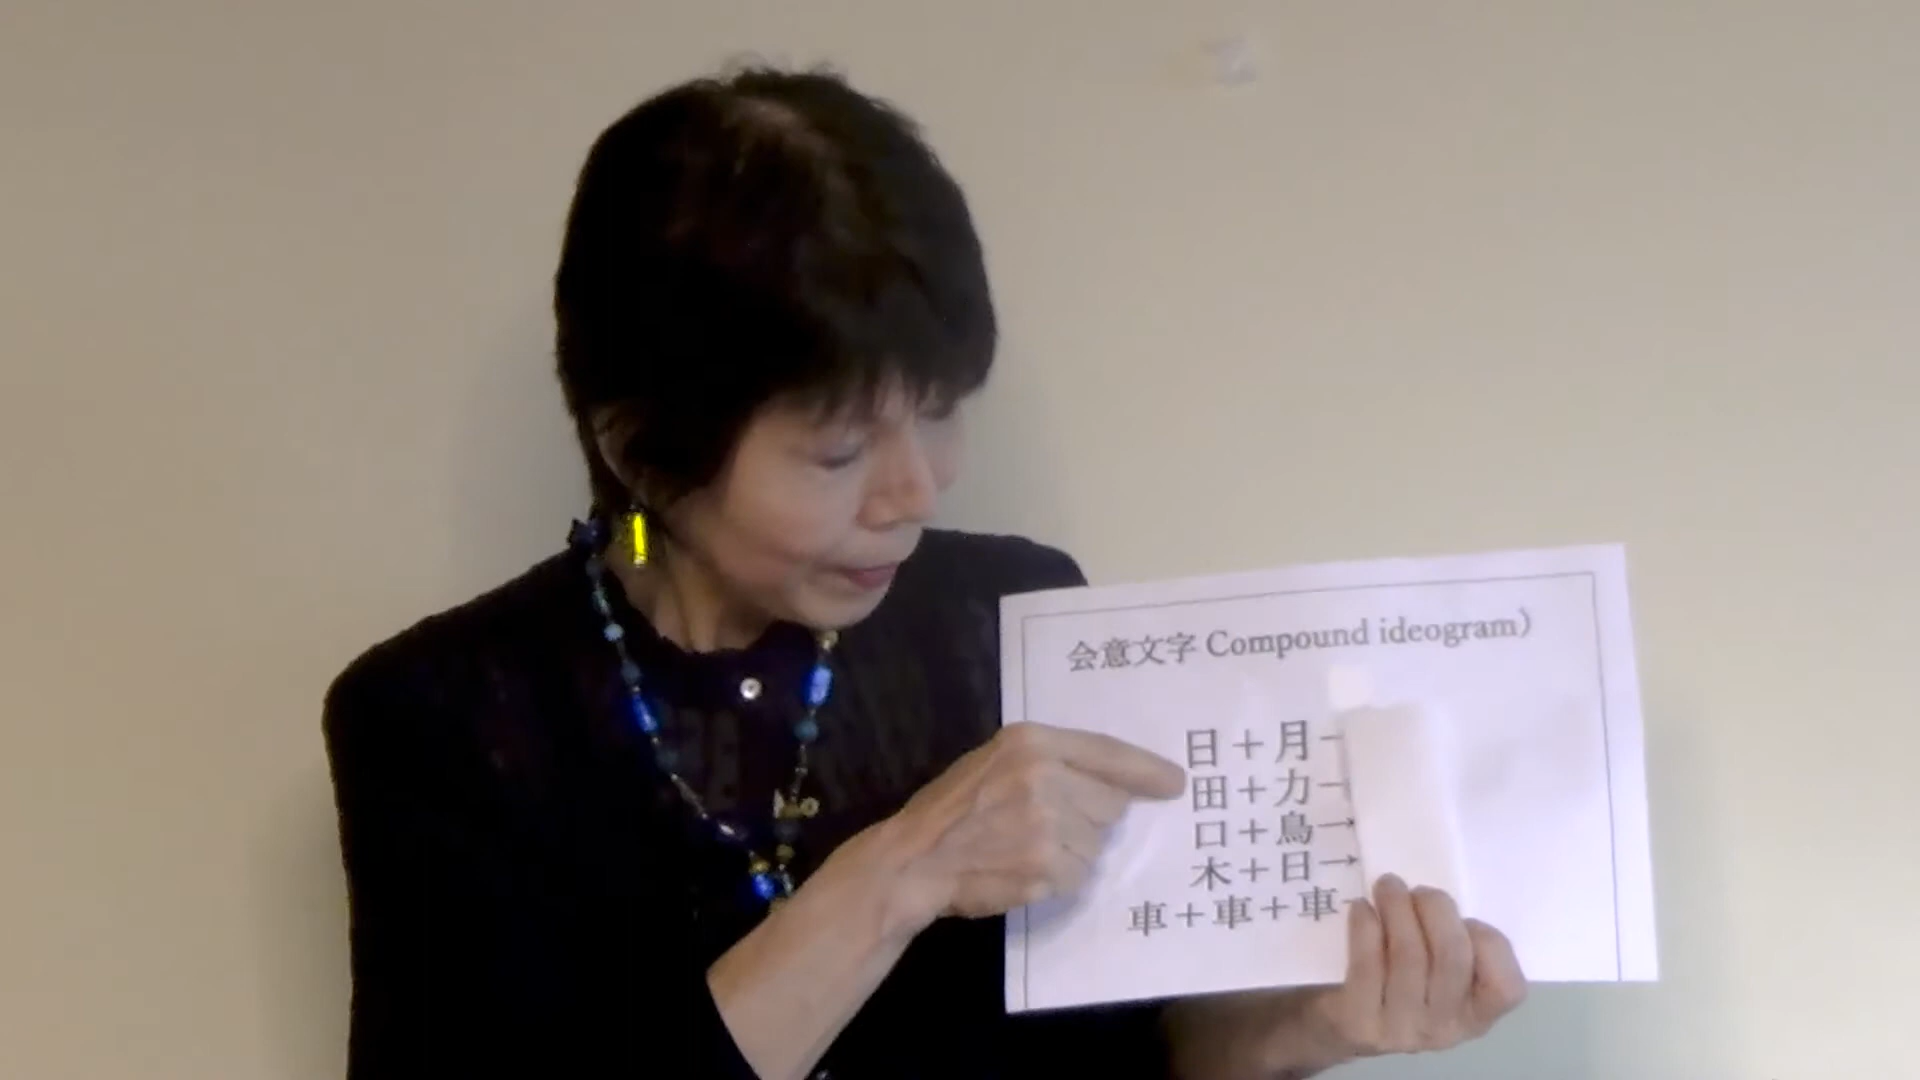 会意文字 Compound ideogram）
日＋月→
田＋力→
口＋鳥→
木＋日→
車＋車＋車→